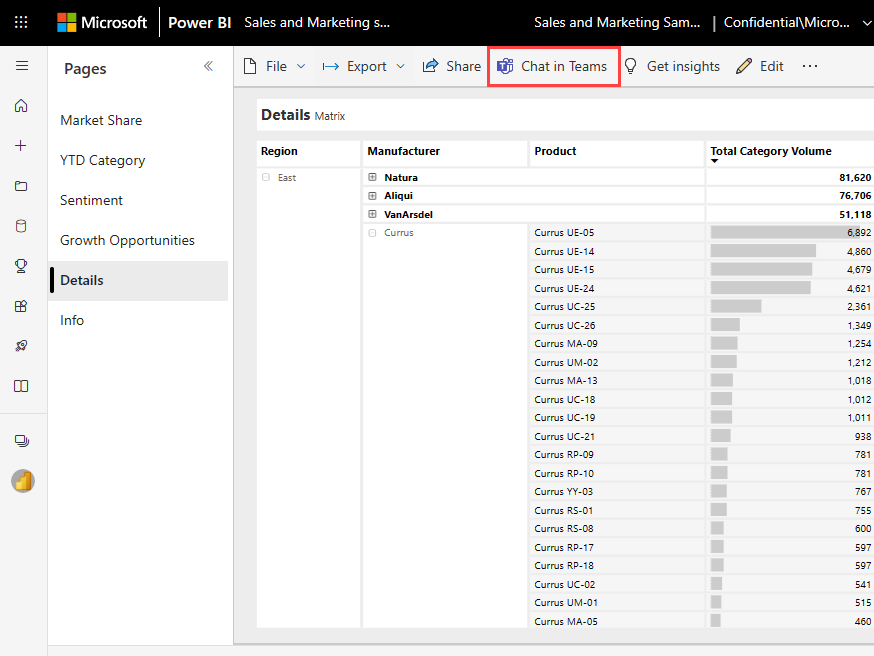 Microsoft Power BI Sales and Marketing s... Sales and Marketing Sam... | Confidential\Micro...
Pages
File Export Share Chat in Teams Get insights Edit ...
Market Share
YTD Category
Sentiment
Growth Opportunities
Details
Info
Details Matrix
Region Manufacturer Product Total Category Volume
East Natura 81,620
Aliqui 76,706
VanArsdel 51,118
Currus Currus UE-05 6,892
Currus UE-14 4,860
Currus UE-15 4,679
Currus UE-24 4,621
Currus UC-25 2,361
Currus UC-26 1,349
Currus MA-09 1,254
Currus UM-02 1,212
Currus MA-13 1,018
Currus UC-18 1,012
Currus UC-19 1,011
Currus UC-21 938
Currus RP-09 781
Currus RP-10 781
Currus YY-03 767
Currus RS-01 755
Currus RS-08 600
Currus RP-17 597
Currus RP-18 597
Currus UC-02 541
Currus UM-01 515
Currus MA-05 460